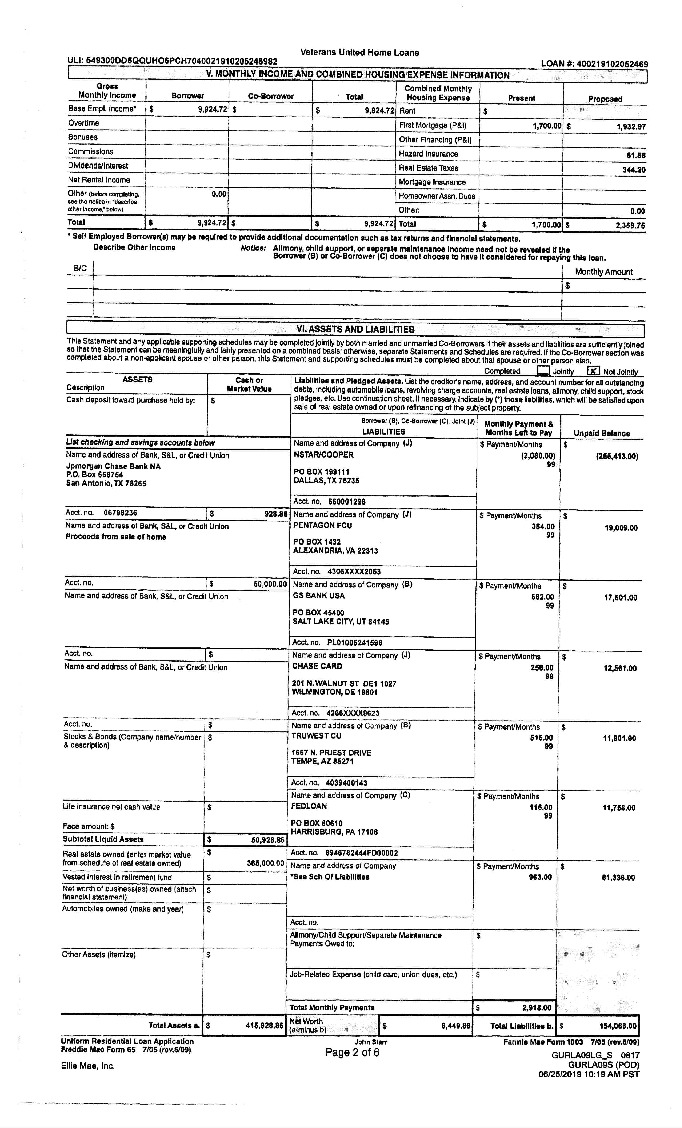 Veterans United Home Loans
ULI: 549300DD5QQUHO5PCH7040021910205246982 LOAN #: 400219102052469
V. MONTHLY INCOME AND COMBINED HOUSING EXPENSE INFORMATION
Gross Monthly Income Borrower Co-Borrower Total Combined Monthly Housing Expense Present Proposed
Base Empl. Income* $ 9,924.72 $ $ 9,924.72 Rent $
Overtime First Mortgage (P&I) 1,700.00 $ 1,932.97
Bonuses Other Financing (P&I)
Commissions Hazard Insurance 81.58
Dividends/Interest Real Estate Taxes 344.20
Net Rental Income Mortgage Insurance
Other (before completing, see the notice in "describe other income," below) 0.00 Homeowner Assn. Dues
Other: 0.00
Total $ 9,924.72 $ $ 9,924.72 Total $ 1,700.00 $ 2,358.75
* Self Employed Borrower(s) may be required to provide additional documentation such as tax returns and financial statements.
Describe Other Income Notice: Alimony, child support, or separate maintenance income need not be revealed if the
Borrower (B) or Co-Borrower (C) does not choose to have it considered for repaying this loan.
B/C Monthly Amount
$
VI. ASSETS AND LIABILITIES
This Statement and any applicable supporting schedules may be completed jointly by both married and unmarried Co-Borrowers if their assets and liabilities are sufficiently joined
so that the Statement can be meaningfully and fairly presented on a combined basis; otherwise, separate Statements and Schedules are required. If the Co-Borrower section was
completed about a non-applicant spouse or other person, this Statement and supporting schedules must be completed about that spouse or other person also.
Completed Jointly X Not Jointly
ASSETS Cash or Market Value
Description
Cash deposit toward purchase held by: $
Liabilities and Pledged Assets. List the creditor's name, address, and account number for all outstanding
debts, including automobile loans, revolving charge accounts, real estate loans, alimony, child support, stock
pledges, etc. Use continuation sheet, if necessary. Indicate by (*) those liabilities, which will be satisfied upon
sale of real estate owned or upon refinancing of the subject property.
Borrower (B), Co-Borrower (C), Joint (J)
LIABILITIES Monthly Payment & Months Left to Pay Unpaid Balance
List checking and savings accounts below
Name and address of Bank, S&L, or Credit Union
Jpmorgan Chase Bank NA
P.O. Box 659754
San Antonio, TX 78265
Name and address of Company (J) $ Payment/Months $
NSTAR/COOPER (2,080.00) (266,413.00)
99
PO BOX 199111
DALLAS, TX 75235
Acct. no. 550001298
Acct. no. 06798236 $ 928.86
Name and address of Bank, S&L, or Credit Union
Proceeds from sale of home
Name and address of Company (J) $ Payment/Months $
PENTAGON FCU 384.00 19,009.00
99
PO BOX 1432
ALEXANDRIA, VA 22313
Acct. no. 4306XXXX2053
Acct. no. $ 50,000.00
Name and address of Bank, S&L, or Credit Union
Name and address of Company (B) $ Payment/Months $
GS BANK USA 682.00 17,601.00
99
PO BOX 45400
SALT LAKE CITY, UT 84145
Acct. no. PL01005241598
Acct. no. $
Name and address of Bank, S&L, or Credit Union
Name and address of Company (J) $ Payment/Months $
CHASE CARD 258.00 12,561.00
99
201 N. WALNUT ST DE1 1027
WILMINGTON, DE 19801
Acct. no. 4266XXXX9623
Acct. no. $
Stocks & Bonds (Company name/number & description) $
Name and address of Company (B) $ Payment/Months $
TRUWEST CU 515.00 11,801.00
99
1667 N. PRIEST DRIVE
TEMPE, AZ 85271
Acct. no. 4039400143
Name and address of Company (C) $ Payment/Months $
FEDLOAN 116.00 11,758.00
99
PO BOX 60610
HARRISBURG, PA 17106
Acct. no. 8946782444FD00002
Life insurance net cash value $
Face amount: $
Subtotal Liquid Assets $ 50,928.86
Real estate owned (enter market value from schedule of real estate owned) $ 365,000.00
Vested interest in retirement fund $
Net worth of business(es) owned (attach financial statement) $
Automobiles owned (make and year) $
Name and address of Company $ Payment/Months $
*See Sch Of Liabilities 963.00 81,338.00
Acct. no.
Alimony/Child Support/Separate Maintenance Payments Owed to: $
Other Assets (itemize) $
Job-Related Expense (child care, union dues, etc.) $
Total Monthly Payments $ 2,918.00
Total Assets a. $ 415,928.86 Net Worth (a minus b) $ 6,449.86 Total Liabilities b. $ 154,068.00
Uniform Residential Loan Application John Starr Fannie Mae Form 1003 7/05 (rev.6/09)
Freddie Mac Form 65 7/05 (rev.6/09) Page 2 of 6
GURLA09LG_S 0617
Ellie Mae, Inc. GURLA09S (POD)
06/25/2019 10:19 AM PST